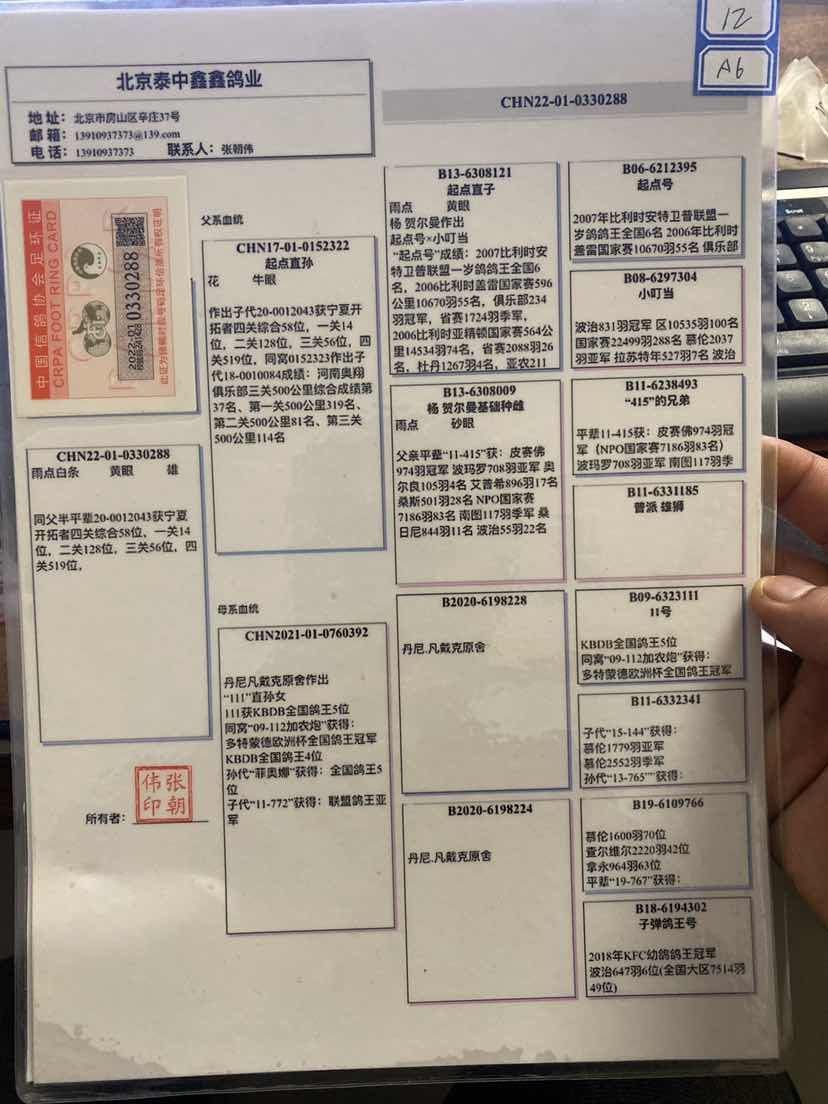 12
A6
北京泰中鑫鑫鸽业
地址：北京市房山区辛庄37号
邮箱：13910937373@139.com
电话：13910937373 联系人：张朝伟
CHN22-01-0330288
中国信鸽协会足环证
CRPA FOOT RING CARD
2022-01
0330288
此证为信鸽时起号码足环信鸽所有权证明
CHN22-01-0330288
雨点白条 黄眼 雄
同父半平辈20-0012043获宁夏
开拓者四关综合58位，一关14
位，二关128位，三关56位，四
关519位，
所有者：
张朝伟印
父系血统
CHN17-01-0152322
起点直孙
花 牛眼
作出子代20-0012043获宁夏开
拓者四关综合58位，一关14
位，二关128位，三关56位，四
关519位，同窝0152323作出子
代18-0010084成绩：河南奥翔
俱乐部三关500公里综合成绩第
37名、第一关500公里319名、
第二关500公里81名、第三关
500公里114名
母系血统
CHN2021-01-0760392
丹尼凡戴克原舍作出
“111”直孙女
111获KBDB全国鸽王5位
同窝“09-112加农炮”获得：
多特蒙德欧洲杯全国鸽王冠军
KBDB全国鸽王4位
孙代“菲奥娜”获得：全国鸽王5
位
子代“11-772”获得：联盟鸽王亚
军
B13-6308121
起点直子
雨点 黄眼
杨 贺尔曼作出
起点号×小叮当
“起点号”成绩：2007比利时安
特卫普联盟一岁鸽鸽王全国6
名，2006比利时盖雷国家赛596
公里10670羽55名，俱乐部234
羽冠军，省赛1724羽季军，
2006比利时亚精顿国家赛564公
里14534羽74名，省赛2088羽26
名，杜丹1267羽4名，亚农211
B13-6308009
杨 贺尔曼基础种雌
雨点 砂眼
父亲平辈“11-415”获：皮赛佛
974羽冠军 波玛罗708羽亚军 奥
尔良105羽4名 艾普希896羽17名
桑斯501羽28名 NPO国家赛
7186羽83名 南图117羽季军 桑
日尼844羽11名 波治55羽22名
B2020-6198228
丹尼.凡戴克原舍
B2020-6198224
丹尼.凡戴克原舍
B06-6212395
起点号
2007年比利时安特卫普联盟一
岁鸽鸽王全国6名 2006年比利时
盖雷国家赛10670羽55名 俱乐部
B08-6297304
小叮当
波治831羽冠军 区10535羽100名
国家赛22499羽288名 慕伦2037
羽亚军 拉苏特年527羽7名 波治
B11-6238493
“415”的兄弟
平辈11-415获：皮赛佛974羽冠
军（NPO国家赛7186羽83名）
波玛罗708羽亚军 南图117羽季
B11-6331185
普派 雄狮
B09-6323111
11号
KBDB全国鸽王5位
同窝“09-112加农炮”获得：
多特蒙德欧洲杯全国鸽王冠军
B11-6332341
子代“15-144”获得：
慕伦1779羽亚军
慕伦2552羽季军
孙代“13-765”获得：
B19-6109766
慕伦1600羽70位
查尔维尔2220羽42位
拿永964羽63位
平辈“19-767”获得：
B18-6194302
子弹鸽王号
2018年KFC幼鸽鸽王冠军
波治647羽6位(全国大区7514羽
49位)